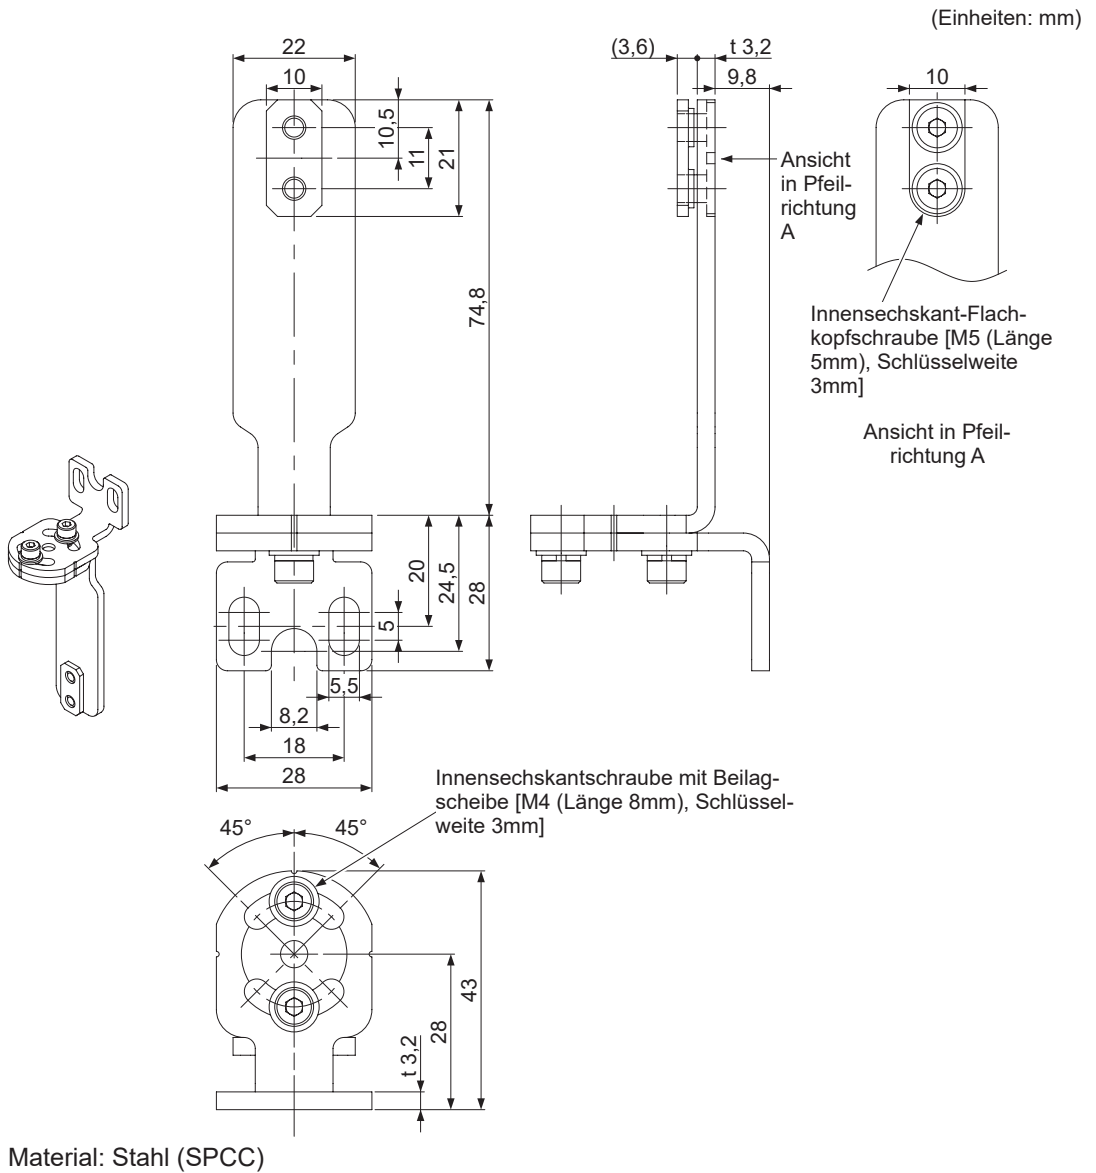 (Einheiten: mm)
22
10
10,5
11
21
74,8
(3,6)
t 3,2
9,8
10
Ansicht
in Pfeil-
richtung
A
Innensechskant-Flach-
kopfschraube [M5 (Länge
5mm), Schlüsselweite
3mm]
Ansicht in Pfeil-
richtung A
20
24,5
28
5
5,5
8,2
18
28
Innensechskantschraube mit Beilag-
scheibe [M4 (Länge 8mm), Schlüssel-
weite 3mm]
45°
45°
43
28
t 3,2
Material: Stahl (SPCC)